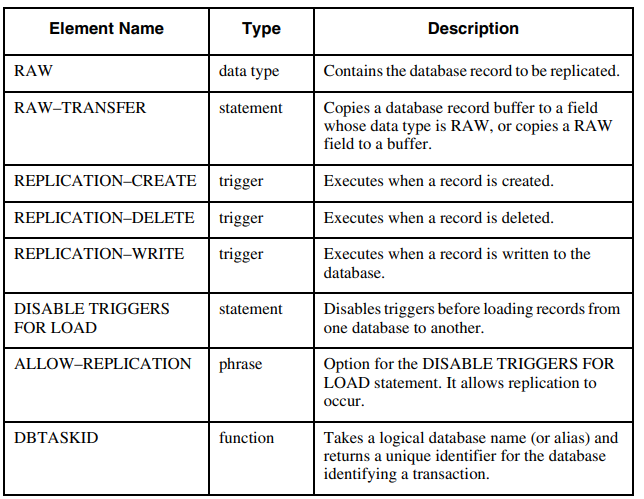 Element Name Type Description
RAW data type Contains the database record to be replicated.
RAW–TRANSFER statement Copies a database record buffer to a field
whose data type is RAW, or copies a RAW
field to a buffer.
REPLICATION–CREATE trigger Executes when a record is created.
REPLICATION–DELETE trigger Executes when a record is deleted.
REPLICATION–WRITE trigger Executes when a record is written to the
database.
DISABLE TRIGGERS statement Disables triggers before loading records from
FOR LOAD one database to another.
ALLOW–REPLICATION phrase Option for the DISABLE TRIGGERS FOR
LOAD statement. It allows replication to
occur.
DBTASKID function Takes a logical database name (or alias) and
returns a unique identifier for the database
identifying a transaction.